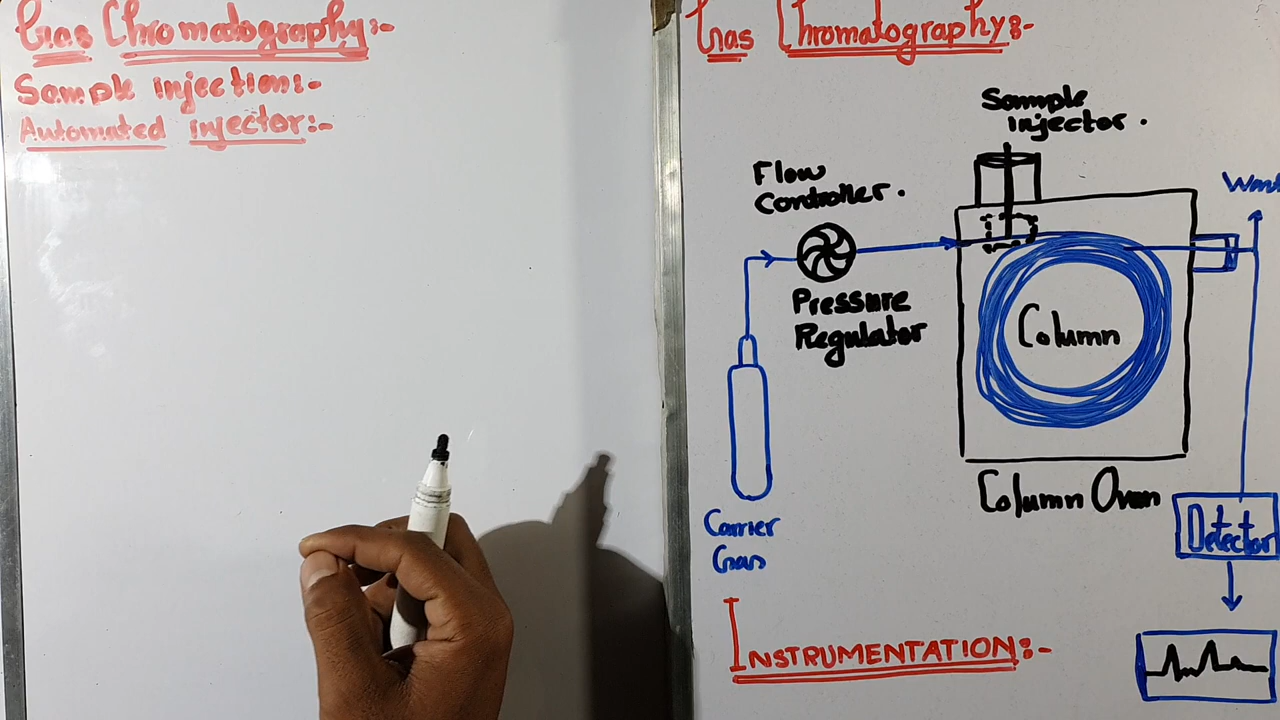 Gas Chromatography:-
Sample injection:-
Automated injector:-
Gas Chromatography:-
Sample
injector.
Flow
Controller.
Pressure
Regulator
Column
Column Oven
Carrier
Gas
Detector
INSTRUMENTATION:-